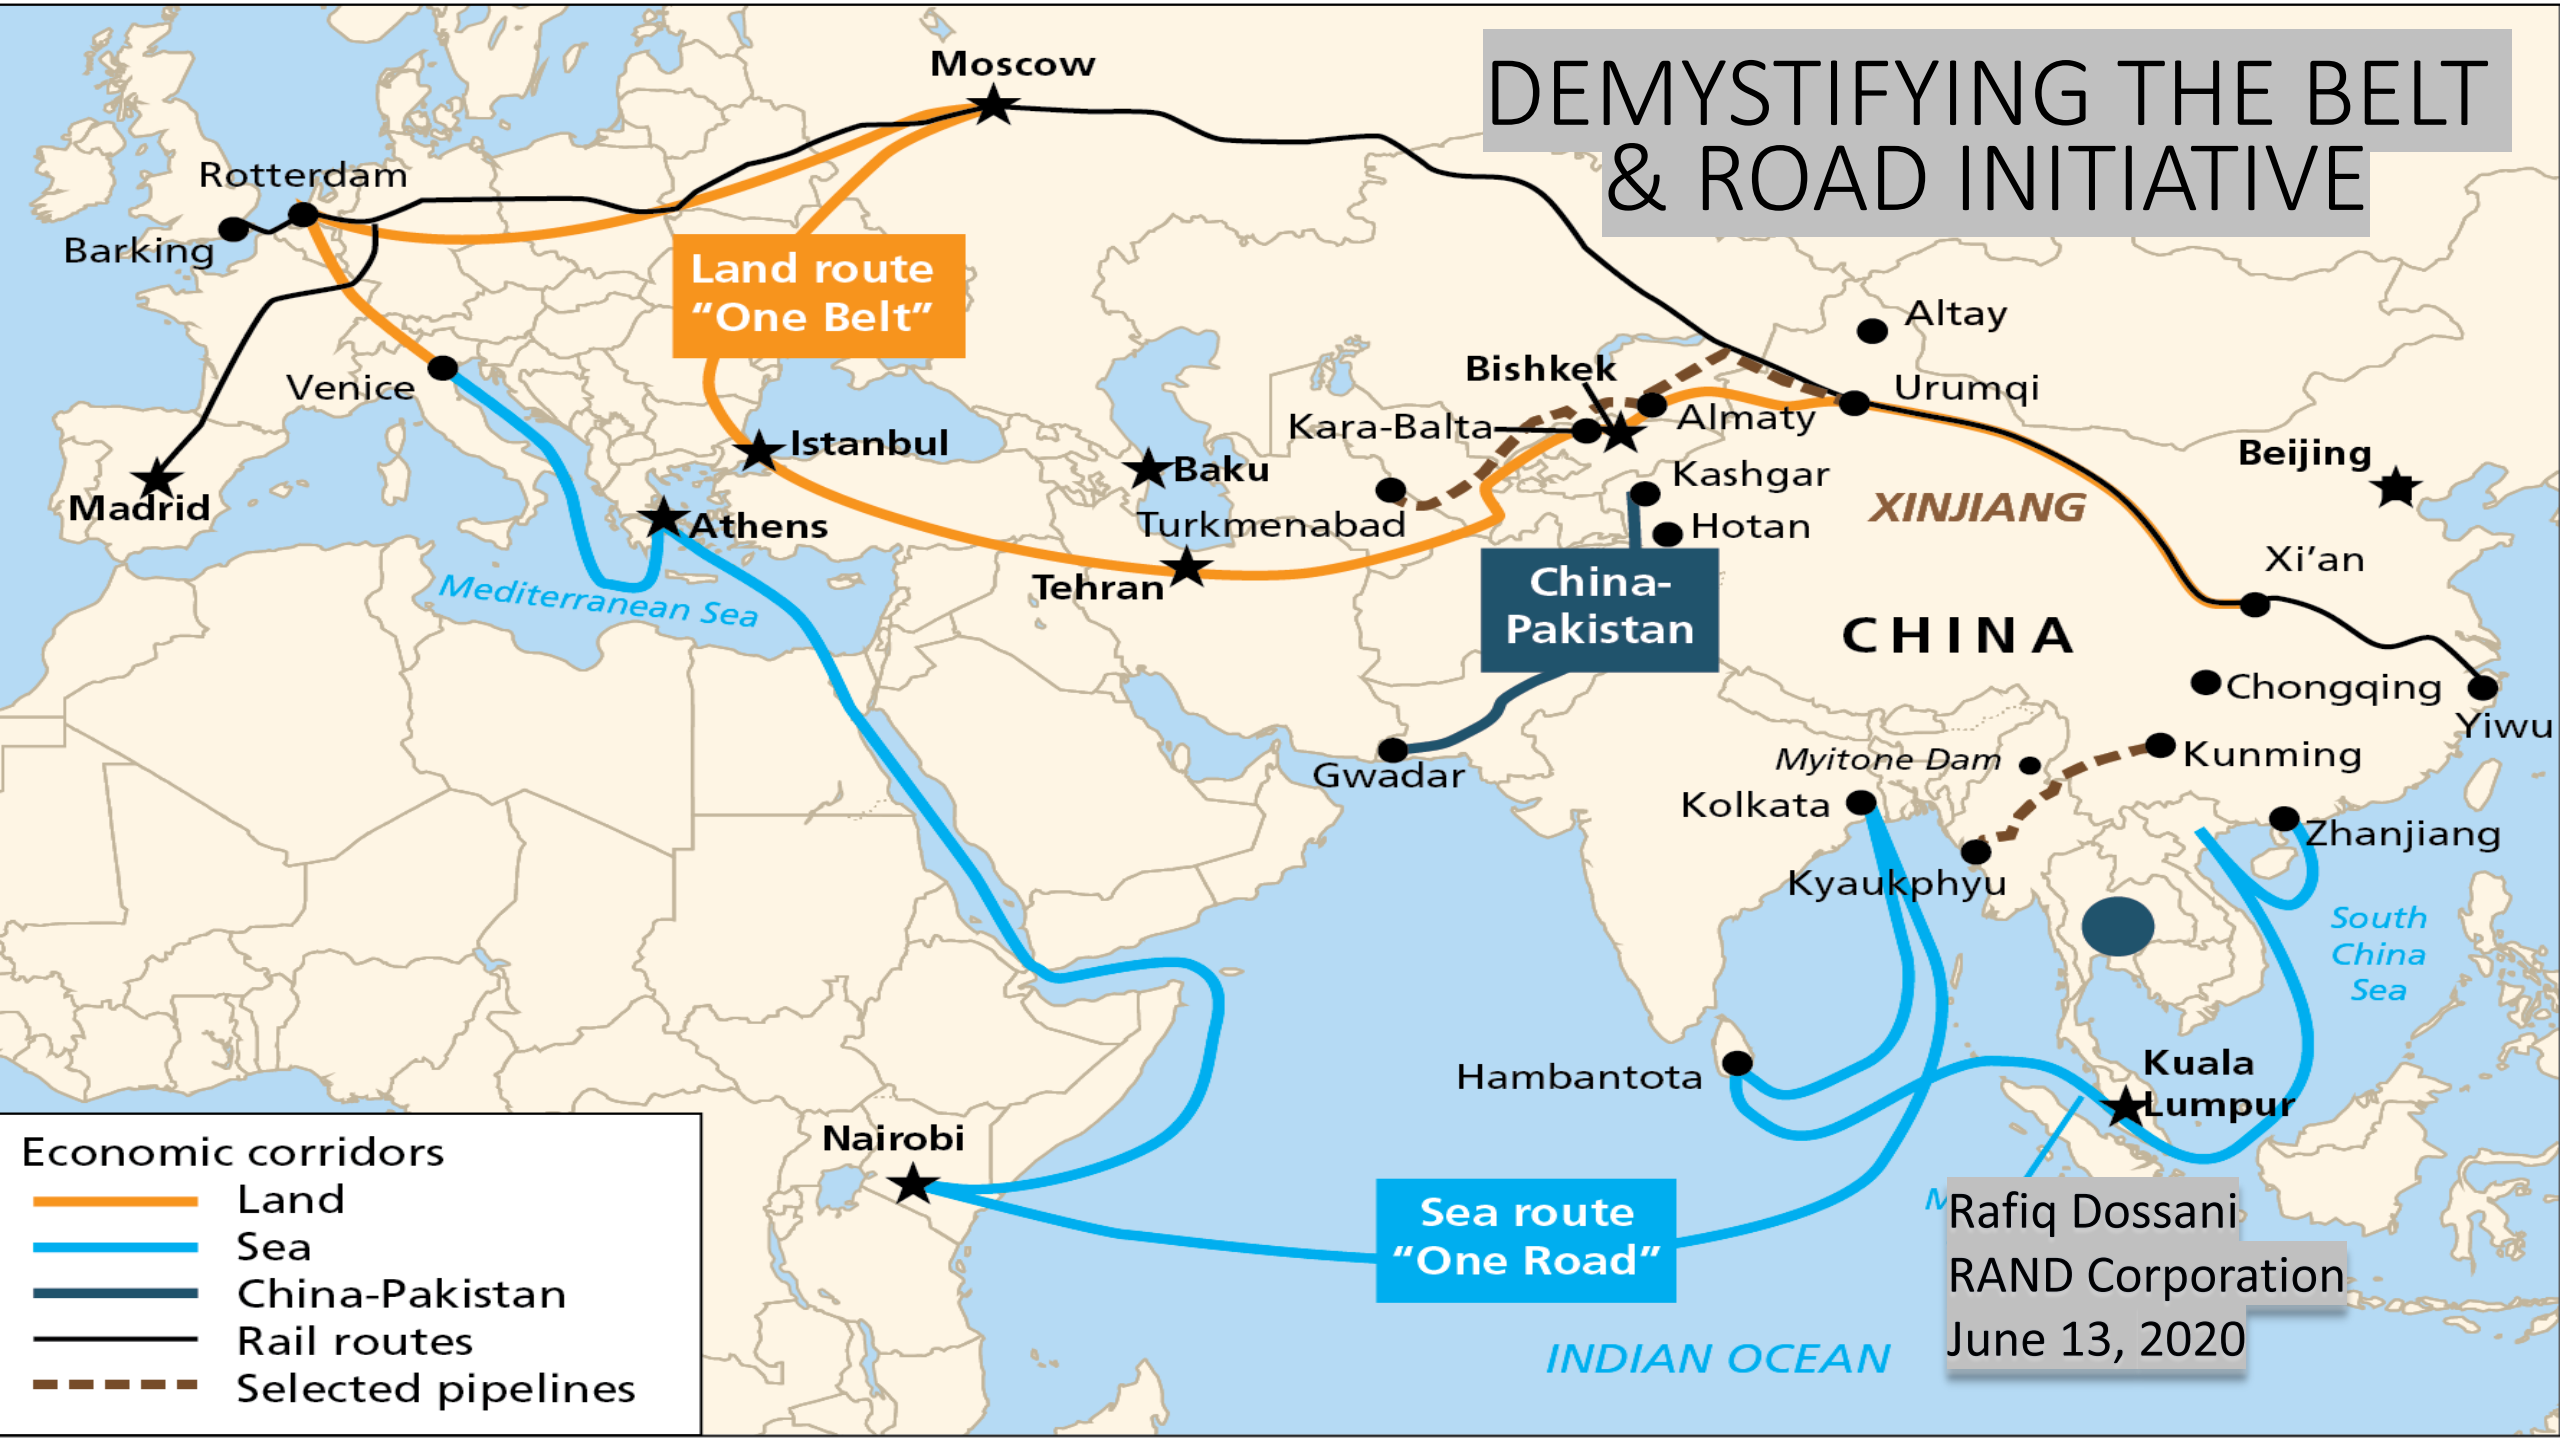 DEMYSTIFYING THE BELT
& ROAD INITIATIVE
Moscow
Rotterdam
Barking
Land route
“One Belt”
Altay
Venice
Bishkek
Urumqi
Kara-Balta
Almaty
Istanbul
Beijing
Baku
Kashgar
Madrid
XINJIANG
Athens
Turkmenabad
Hotan
Xi’an
Tehran
Mediterranean Sea
China-
Pakistan
CHINA
Chongqing
Yiwu
Gwadar
Myitone Dam
Kunming
Kolkata
Zhanjiang
Kyaukphyu
South
China
Sea
Hambantota
Kuala
Lumpur
Nairobi
Sea route
“One Road”
INDIAN OCEAN
Rafiq Dossani
RAND Corporation
June 13, 2020
Economic corridors
Land
Sea
China-Pakistan
Rail routes
Selected pipelines